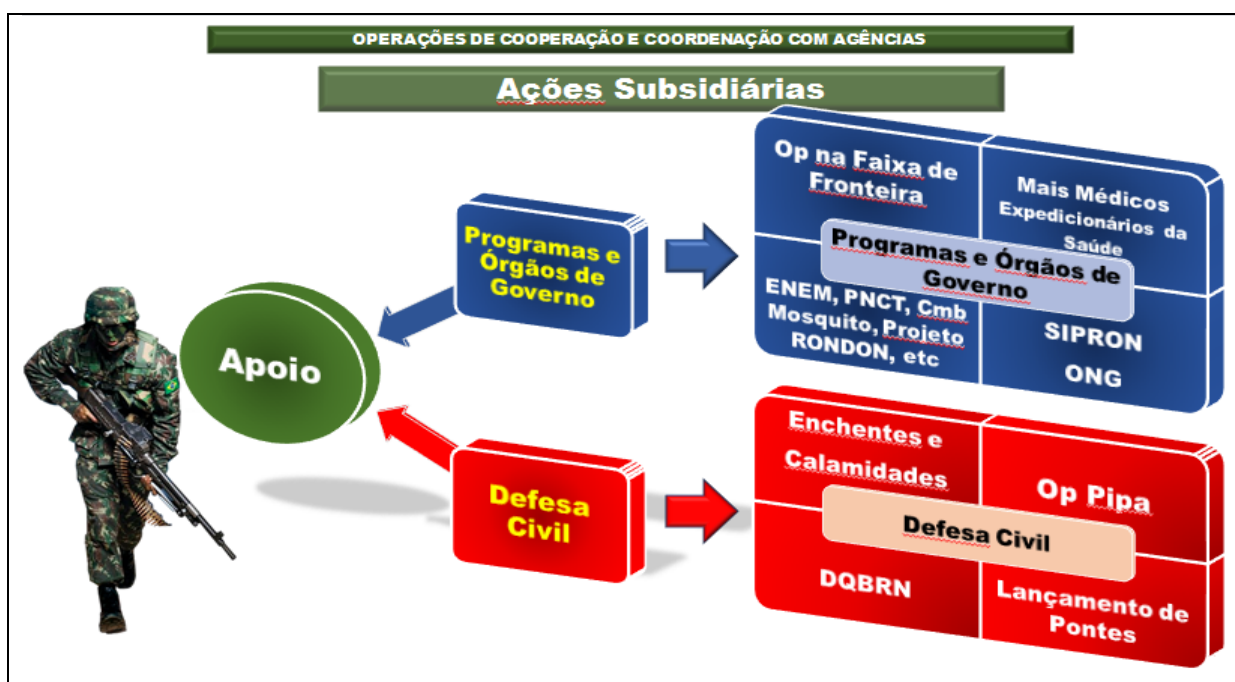 OPERAÇÕES DE COOPERAÇÃO E COORDENAÇÃO COM AGÊNCIAS
Ações Subsidiárias
Apoio
Programas e
Órgãos de
Governo
Op na Faixa de
Fronteira
Mais Médicos
Expedicionários da
Saúde
Programas e Órgãos de
Governo
ENEM, PNCT, Cmb
Mosquito, Projeto
RONDON, etc
SIPRON
ONG
Defesa
Civil
Enchentes e
Calamidades
Op Pipa
Defesa Civil
DQBRN
Lançamento de
Pontes